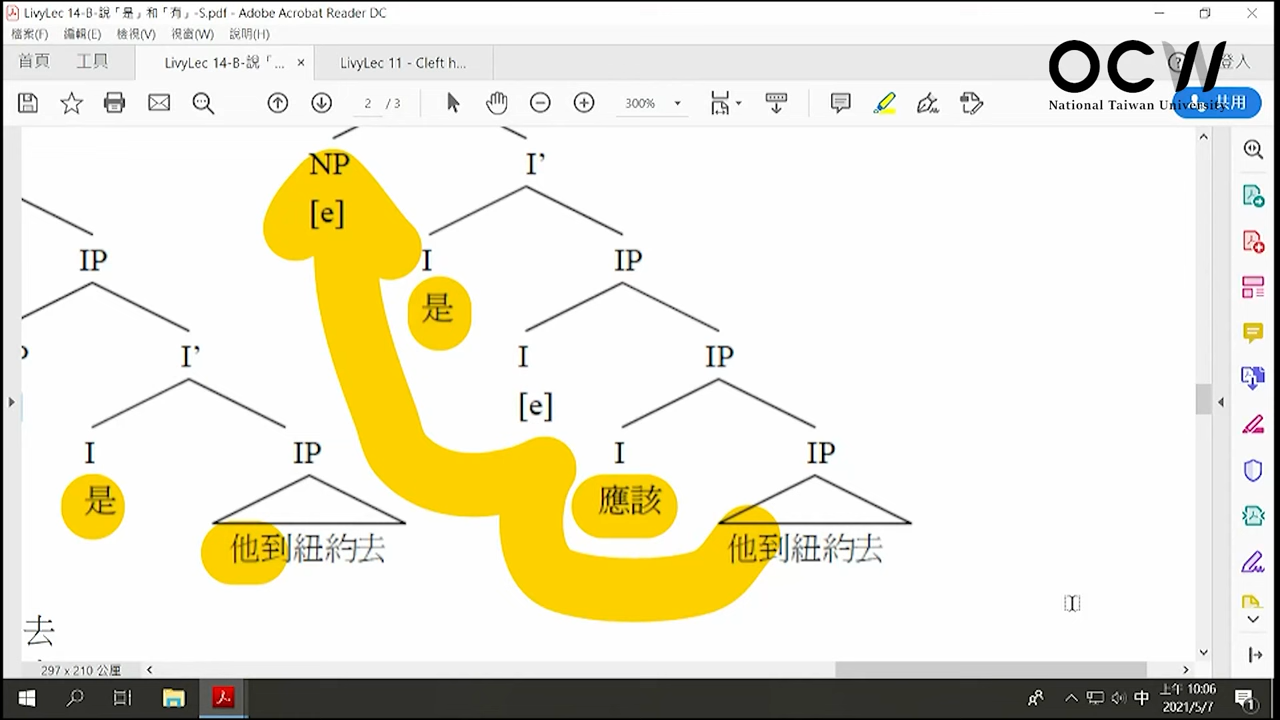 LivyLec 14-B-說「是」和「有」-S.pdf - Adobe Acrobat Reader DC
檔案(F) 編輯(E) 檢視(V) 視窗(W) 說明(H)
首頁 工具 LivyLec 14-B-說「... × LivyLec 11 - Cleft h... 登入
OCW
National Taiwan University
2 / 3 300% 共用
NP I’
[e]
IP I IP
是
I’ I IP
[e]
I IP I IP
是 應該
他到紐約去 他到紐約去
去
297 x 210 公厘
中 上午 10:06
2021/5/7
1